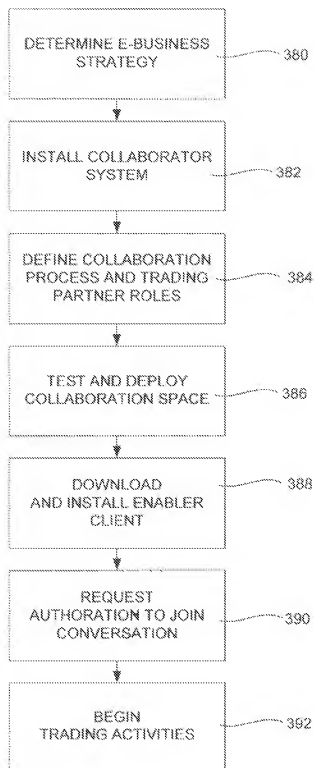 DETERMINE E-BUSINESS
STRATEGY
380
INSTALL COLLABORATOR
SYSTEM
382
DEFINE COLLABORATION
PROCESS AND TRADING
PARTNER ROLES
384
TEST AND DEPLOY
COLLABORATION SPACE
386
DOWNLOAD
AND INSTALL ENABLER
CLIENT
388
REQUEST
AUTHORATION TO JOIN
CONVERSATION
390
BEGIN
TRADING ACTIVITIES
392